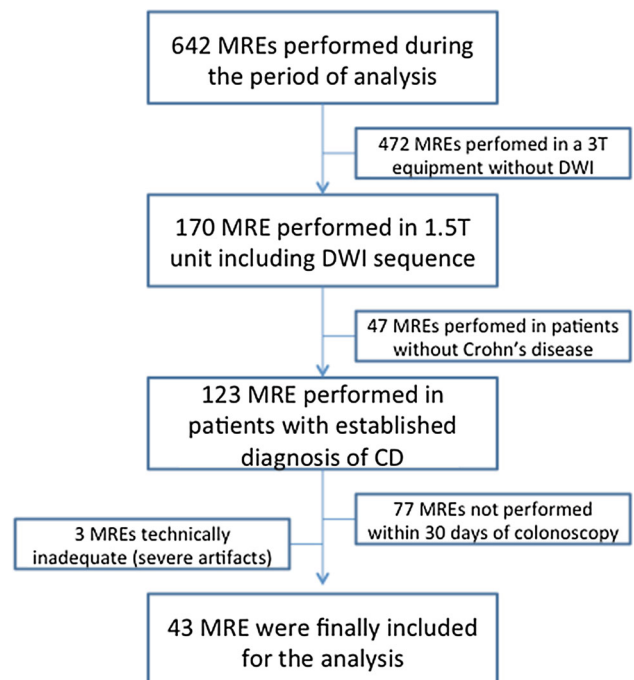 642 MREs performed during
the period of analysis
472 MREs perfomed in a 3T
equipment without DWI
170 MRE performed in 1.5T
unit including DWI sequence
47 MREs perfomed in patients
without Crohn's disease
123 MRE performed in
patients with established
diagnosis of CD
77 MREs not performed
within 30 days of colonoscopy
3 MREs technically
inadequate (severe artifacts)
43 MRE were finally included
for the analysis